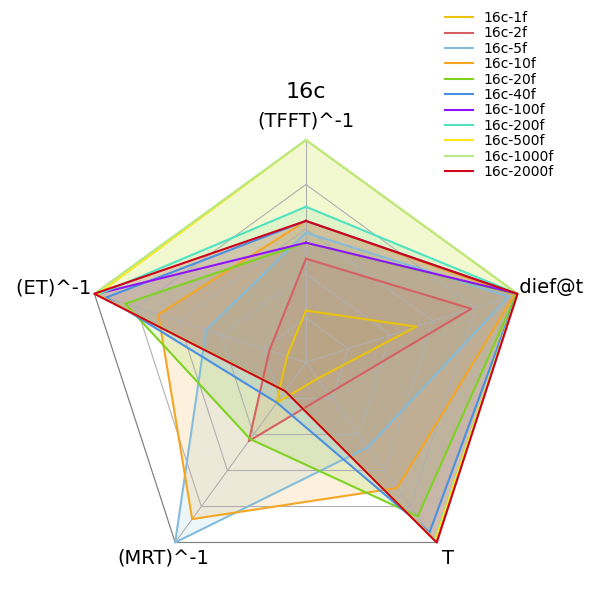 16c-1f
16c-2f
16c-5f
16c-10f
16c-20f
16c-40f
16c-100f
16c-200f
16c-500f
16c-1000f
16c-2000f
16c
(TFFT)^-1
(ET)^-1
dief@t
(MRT)^-1
T